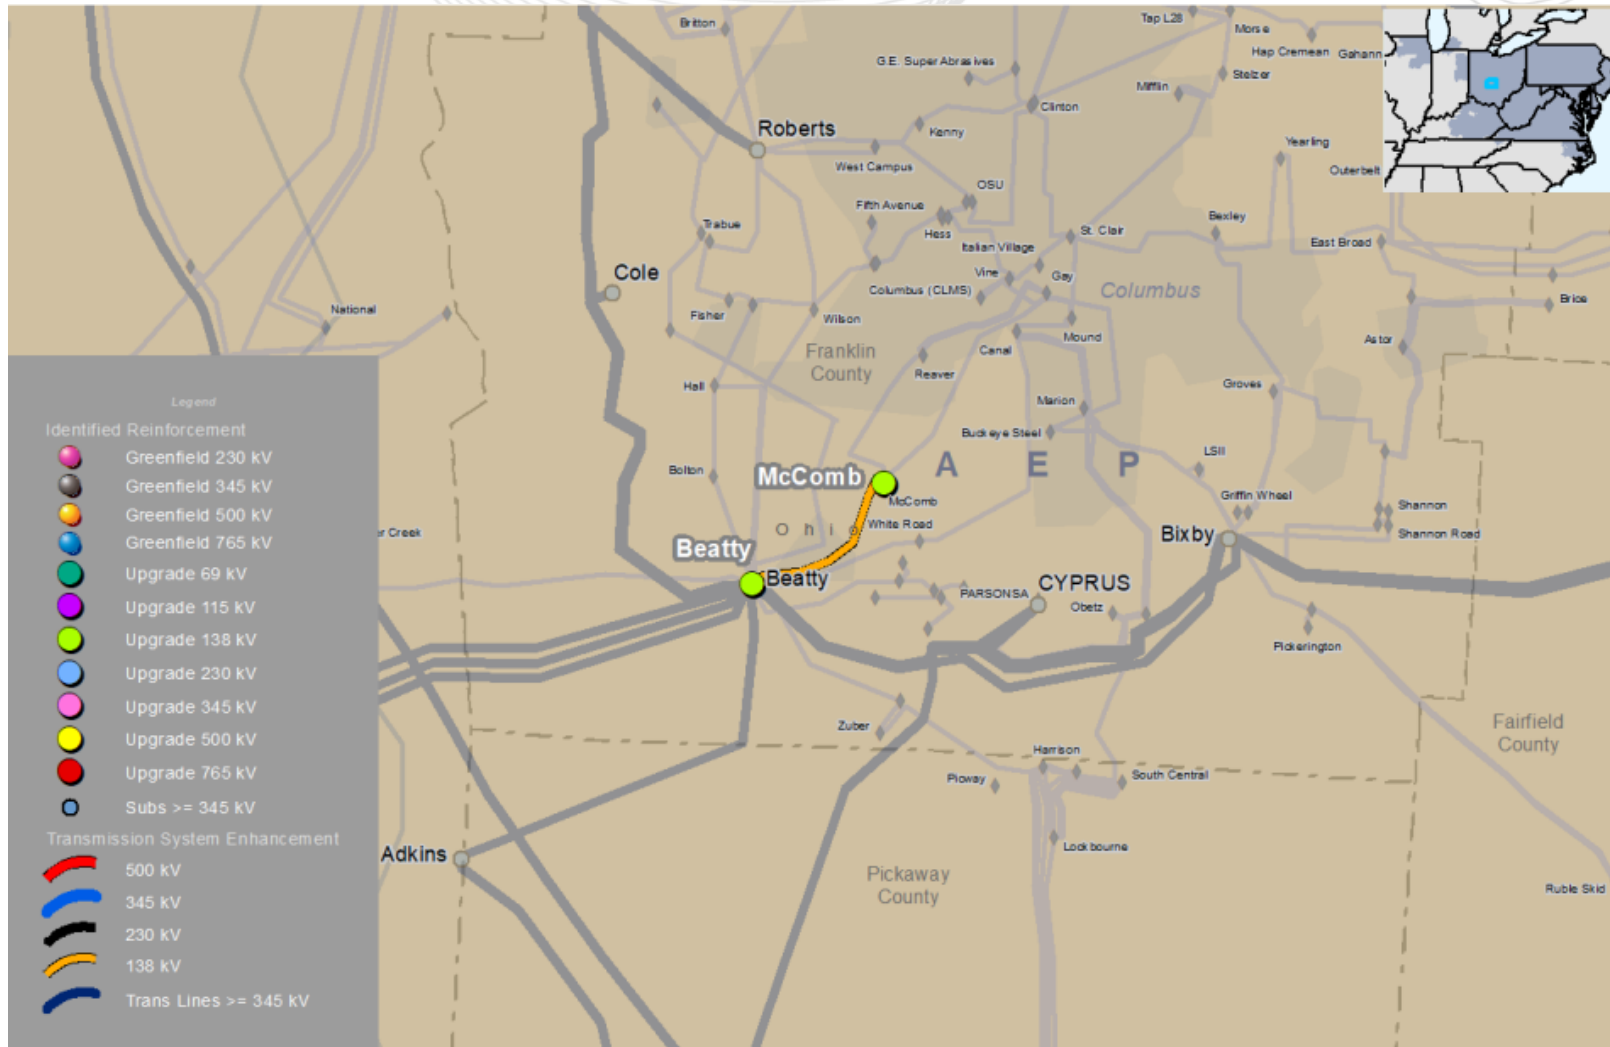 Britton
Tap L28
Morse
Hap Cremean
Gahann
G.E. Super Abrasives
Stelzer
Mifflin
Clinton
Roberts
Kenny
Yearling
West Campus
Outerbelt
OSU
Fifth Avenue
Bexley
Trabue
Hess
St. Clair
East Broad
Italian Village
Cole
Vine
Gay
Columbus (CLMS)
Columbus
Brice
National
Fisher
Wilson
Mound
Astor
Canal
Franklin
County
Reaver
Hall
Groves
Marion
Buckeye Steel
LSII
Bolton
McComb
A E P
McComb
Griffin Wheel
Shannon
Ohio
White Road
Bixby
Shannon Road
er Creek
Beatty
Beatty
CYPRUS
PARSONSA
Obetz
Pickerington
Zuber
Fairfield
County
Harrison
Picway
South Central
Lockbourne
Adkins
Pickaway
County
Ruble Skid
Legend
Identified Reinforcement
Greenfield 230 kV
Greenfield 345 kV
Greenfield 500 kV
Greenfield 765 kV
Upgrade 69 kV
Upgrade 115 kV
Upgrade 138 kV
Upgrade 230 kV
Upgrade 345 kV
Upgrade 500 kV
Upgrade 765 kV
Subs >= 345 kV
Transmission System Enhancement
500 kV
345 kV
230 kV
138 kV
Trans Lines >= 345 kV